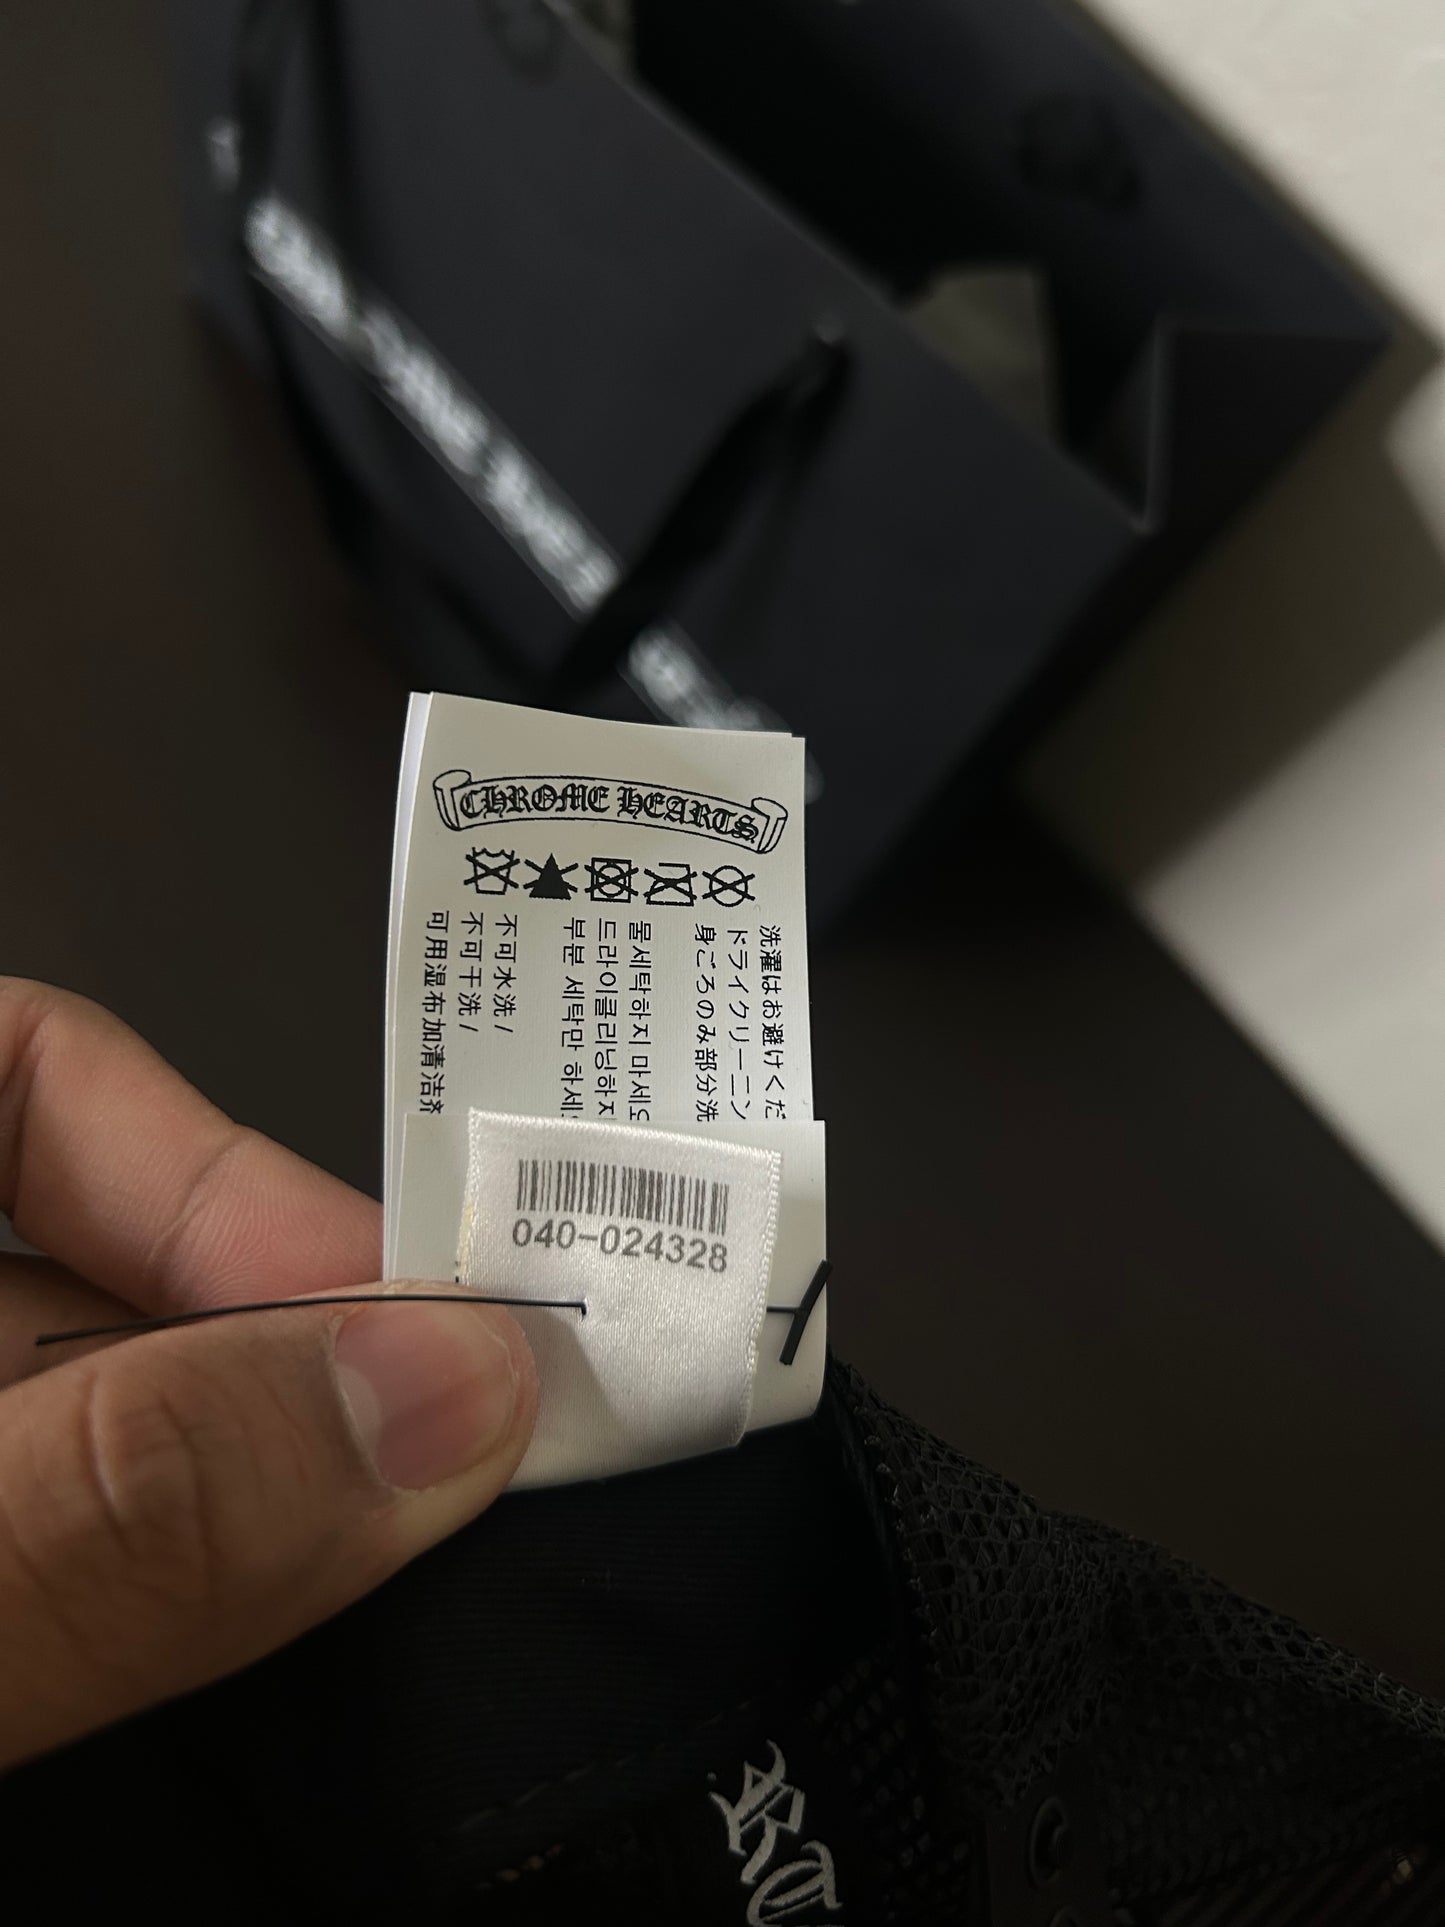 CHROME HEARTS
洗濯はお避けくだ
ドライクリーニン
身ごろのみ部分洗
물세탁하지 마세요
드라이클리닝하지
부분 세탁만 하세요
不可水洗 /
不可干洗 /
可用湿布加清洁剂
040-024328